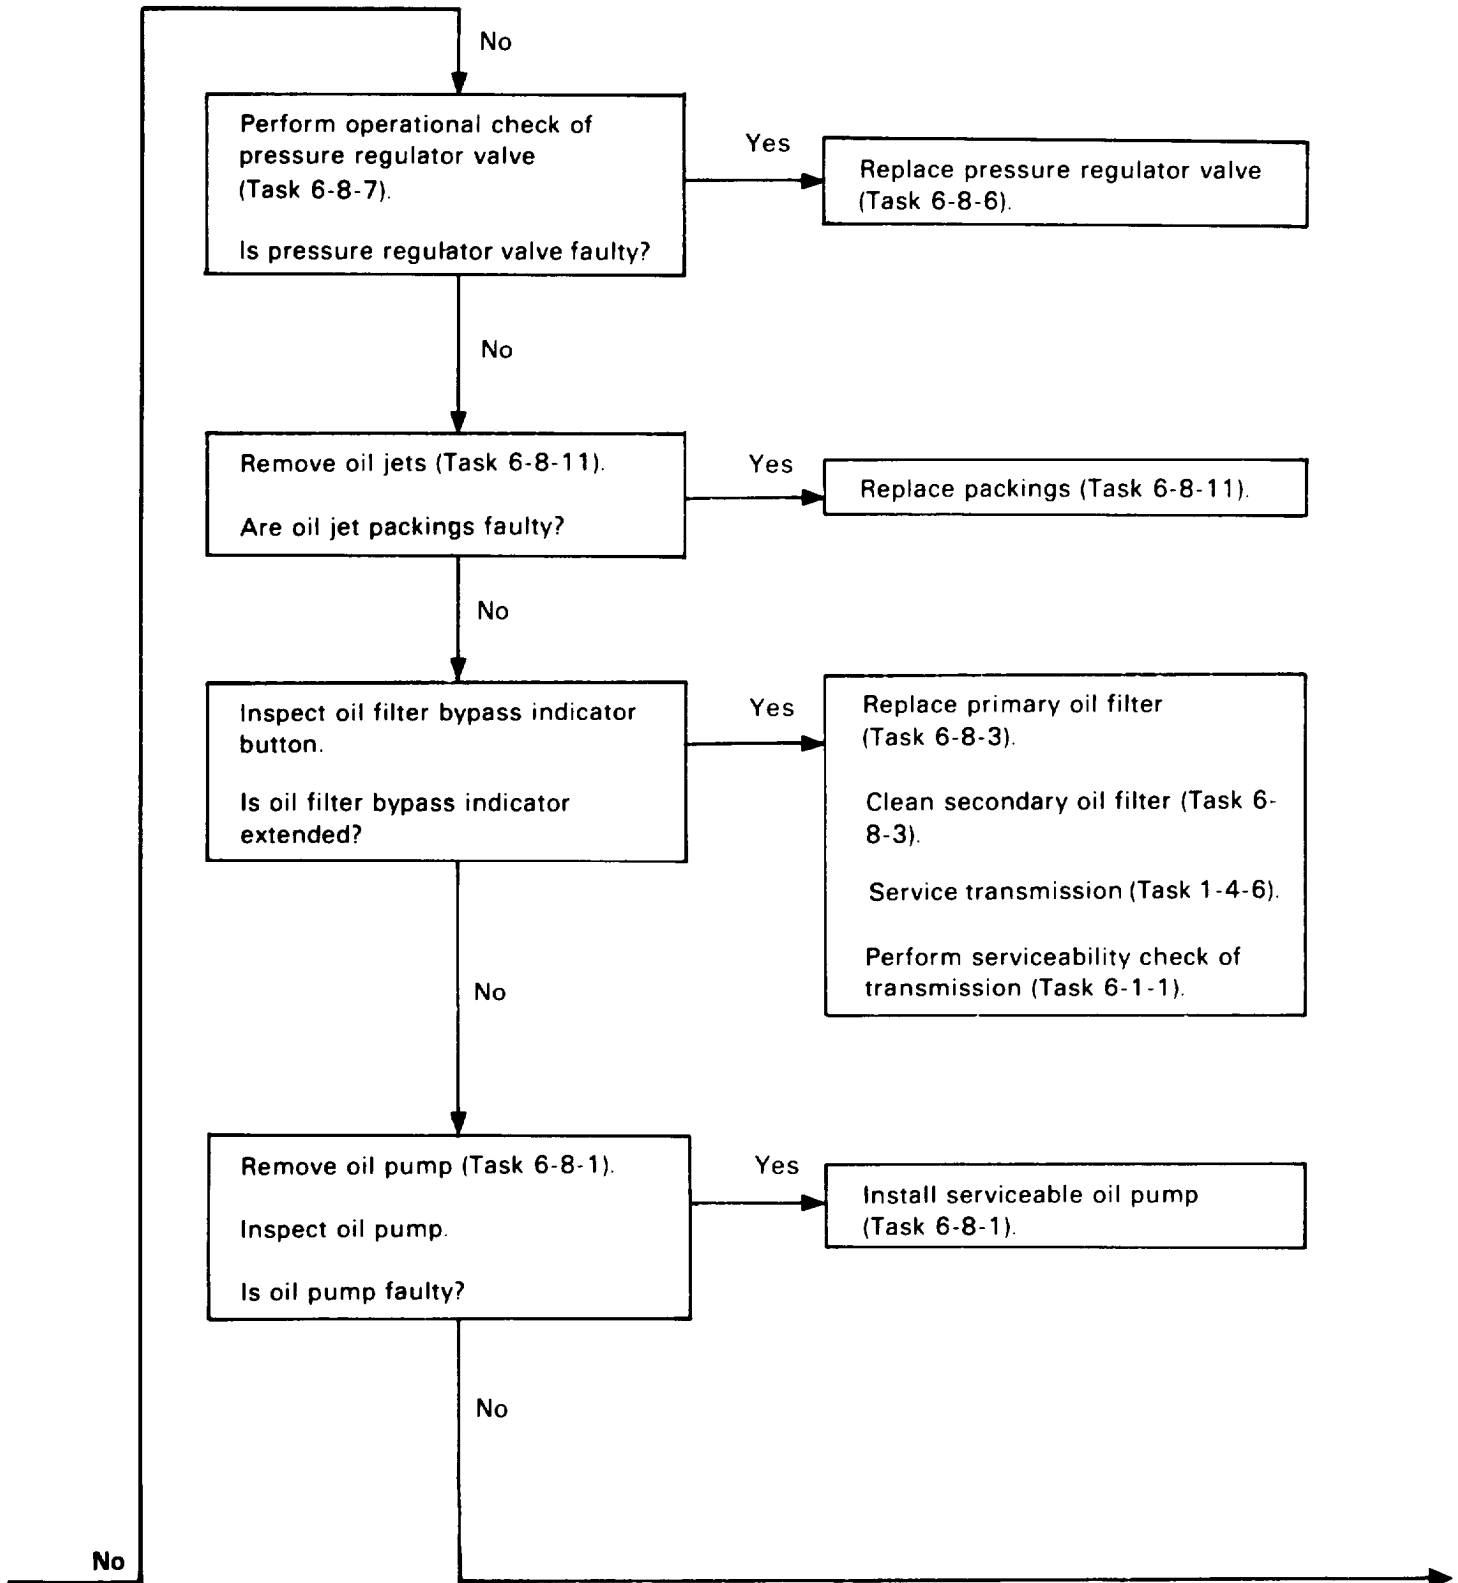 No
Perform operational check of
pressure regulator valve
(Task 6-8-7).
Is pressure regulator valve faulty?
Yes
Replace pressure regulator valve
(Task 6-8-6).
No
Remove oil jets (Task 6-8-11).
Are oil jet packings faulty?
Yes
Replace packings (Task 6-8-11).
No
Inspect oil filter bypass indicator
button.
Is oil filter bypass indicator
extended?
Yes
Replace primary oil filter
(Task 6-8-3).
Clean secondary oil filter (Task 6-
8-3).
Service transmission (Task 1-4-6).
Perform serviceability check of
transmission (Task 6-1-1).
No
Remove oil pump (Task 6-8-1).
Inspect oil pump.
Is oil pump faulty?
Yes
Install serviceable oil pump
(Task 6-8-1).
No
No